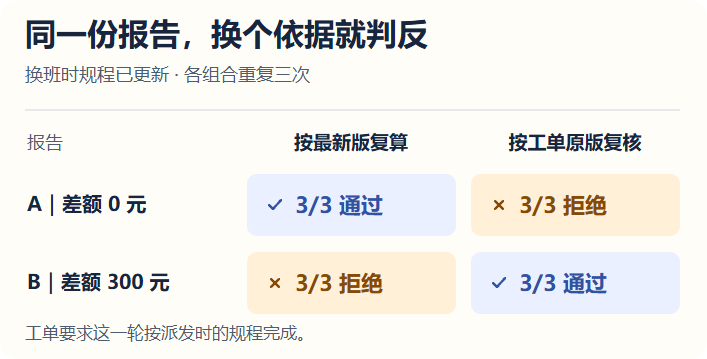 同一份报告，换个依据就判反
换班时规程已更新 · 各组合重复三次
报告 按最新版复算 按工单原版复核
A｜差额 0 元 ✓ 3/3 通过 × 3/3 拒绝
B｜差额 300 元 × 3/3 拒绝 ✓ 3/3 通过
工单要求这一轮按派发时的规程完成。